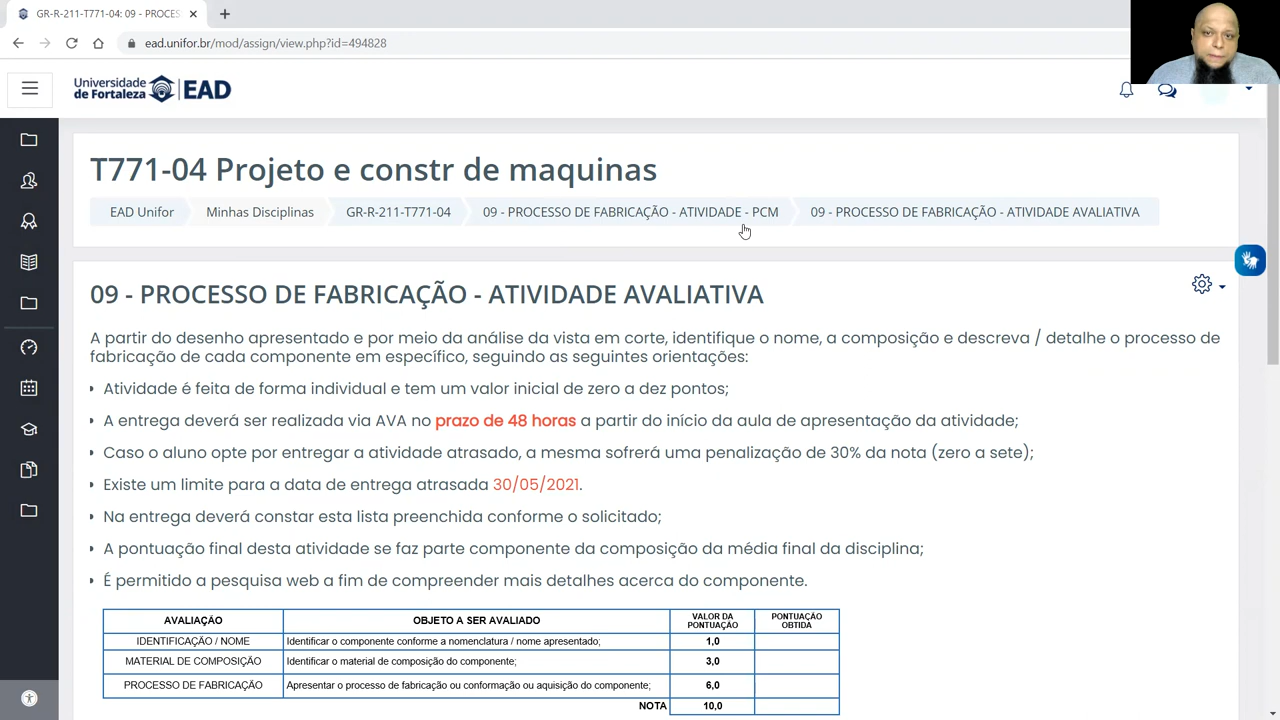 GR-R-211-T771-04: 09 - PROCES
ead.unifor.br/mod/assign/view.php?id=494828
Universidade
de Fortaleza
EAD
T771-04 Projeto e constr de maquinas
EAD Unifor
Minhas Disciplinas
GR-R-211-T771-04
09 - PROCESSO DE FABRICAÇÃO - ATIVIDADE - PCM
09 - PROCESSO DE FABRICAÇÃO - ATIVIDADE AVALIATIVA
09 - PROCESSO DE FABRICAÇÃO - ATIVIDADE AVALIATIVA
A partir do desenho apresentado e por meio da análise da vista em corte, identifique o nome, a composição e descreva / detalhe o processo de
fabricação de cada componente em específico, seguindo as seguintes orientações:
Atividade é feita de forma individual e tem um valor inicial de zero a dez pontos;
A entrega deverá ser realizada via AVA no prazo de 48 horas a partir do início da aula de apresentação da atividade;
Caso o aluno opte por entregar a atividade atrasado, a mesma sofrerá uma penalização de 30% da nota (zero a sete);
Existe um limite para a data de entrega atrasada 30/05/2021.
Na entrega deverá constar esta lista preenchida conforme o solicitado;
A pontuação final desta atividade se faz parte componente da composição da média final da disciplina;
É permitido a pesquisa web a fim de compreender mais detalhes acerca do componente.
AVALIAÇÃO OBJETO A SER AVALIADO VALOR DA PONTUAÇÃO PONTUAÇÃO OBTIDA
IDENTIFICAÇÃO / NOME Identificar o componente conforme a nomenclatura / nome apresentado; 1,0
MATERIAL DE COMPOSIÇÃO Identificar o material de composição do componente; 3,0
PROCESSO DE FABRICAÇÃO Apresentar o processo de fabricação ou conformação ou aquisição do componente; 6,0
NOTA 10,0